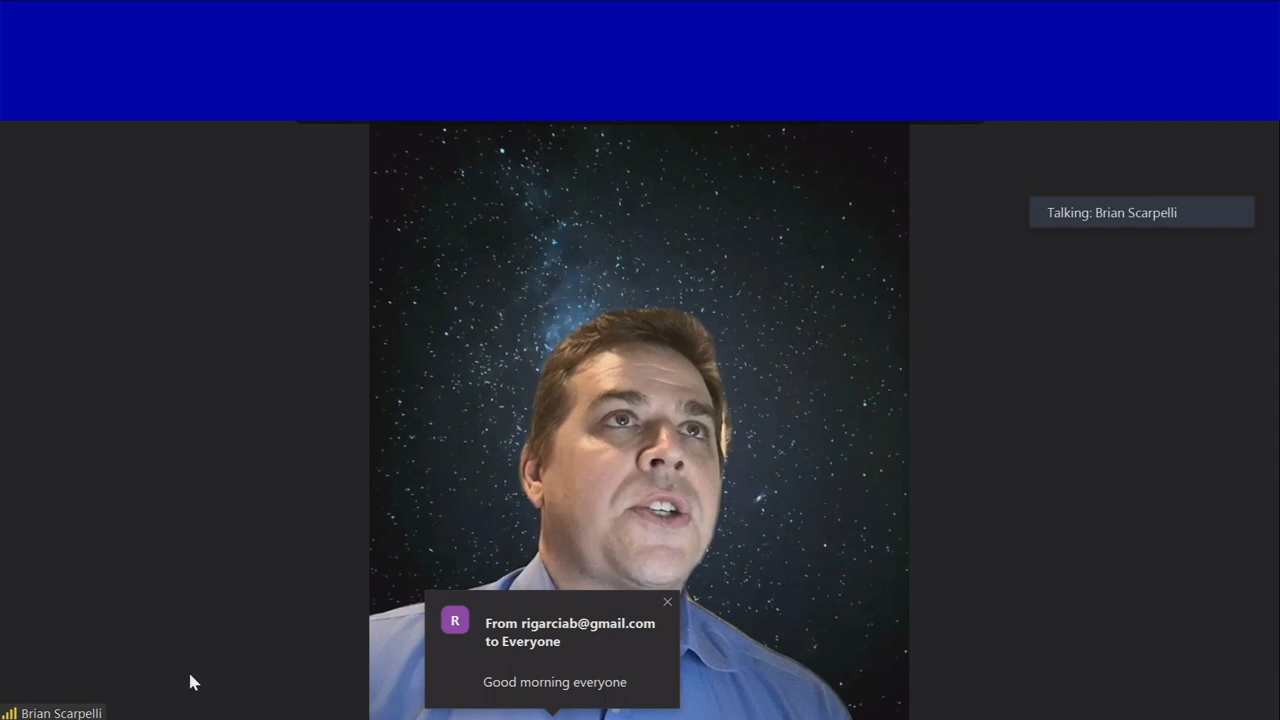 Talking: Brian Scarpelli
R
From rigarciab@gmail.com
to Everyone
Good morning everyone
Brian Scarpelli